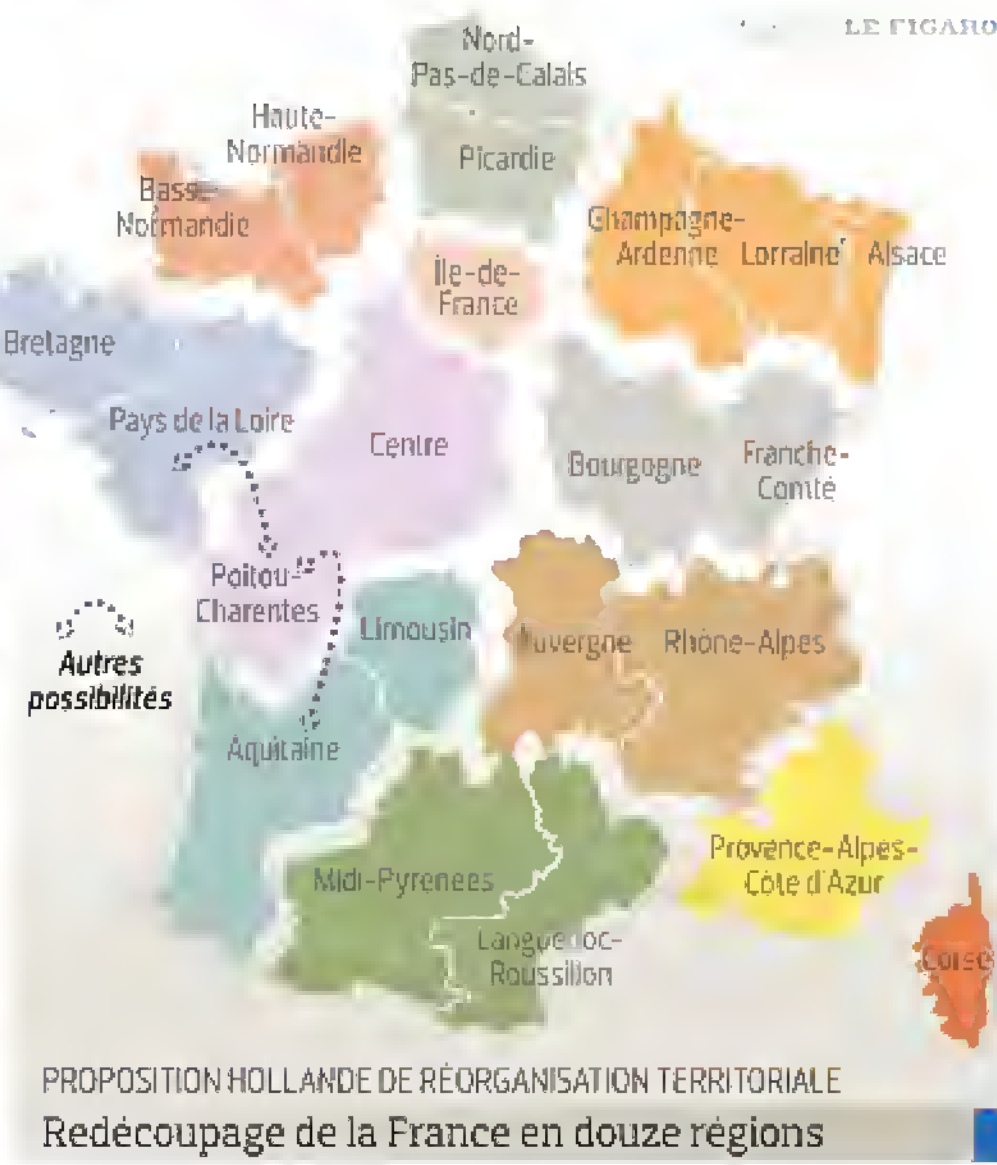 LE FIGARO
Nord-
Pas-de-Calais
Haute-
Normandie
Picardie
Basse-
Normandie
Champagne-
Ardenne
Lorraine
Alsace
Île-de-
France
Bretagne
Pays de la Loire
Centre
Bourgogne
Franche-
Comté
Poitou-
Charentes
Limousin
Auvergne
Rhône-Alpes
Autres
possibilités
Aquitaine
Provence-Alpes-
Côte d'Azur
Midi-Pyrenees
Languedoc-
Roussillon
Corse
PROPOSITION HOLLANDE DE RÉORGANISATION TERRITORIALE
Redécoupage de la France en douze régions